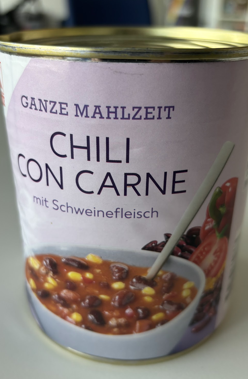 GANZE MAHLZEIT
CHILI
CON CARNE
mit Schweinefleisch